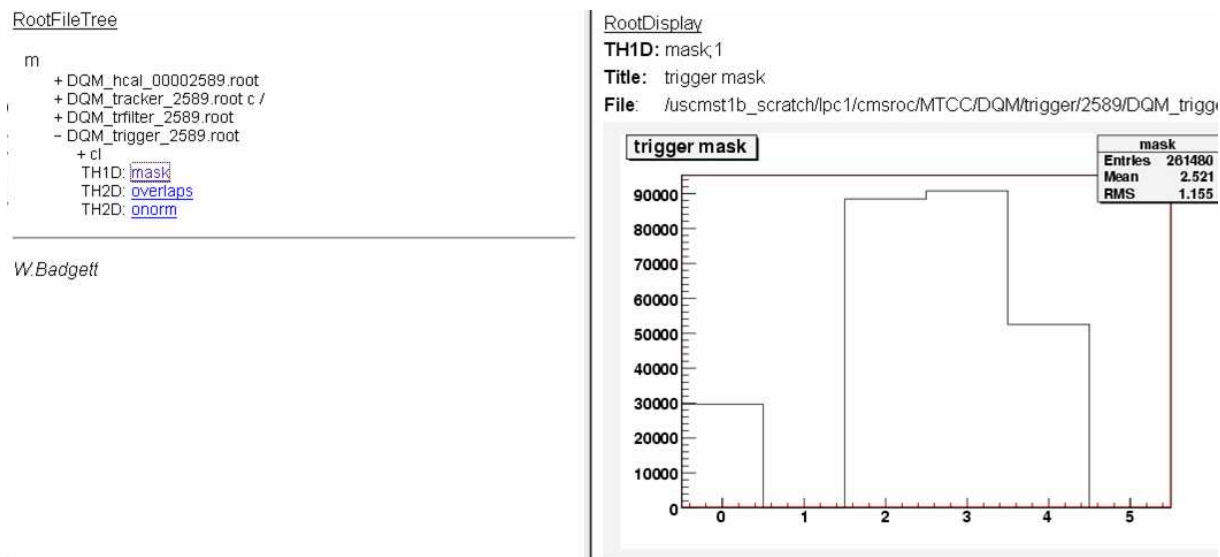 RootFileTree
m
+ DQM_hcal_00002589.root
+ DQM_tracker_2589.root c /
+ DQM_trfilter_2589.root
- DQM_trigger_2589.root
+ cl
TH1D: mask
TH2D: overlaps
TH2D: onorm
W.Badgett
RootDisplay
TH1D: mask;1
Title: trigger mask
File: /uscmst1b_scratch/lpc1/cmsroc/MTCC/DQM/trigger/2589/DQM_trigge
trigger mask
mask
Entries 261480
Mean 2.521
RMS 1.155
90000
80000
70000
60000
50000
40000
30000
20000
10000
0
0 1 2 3 4 5